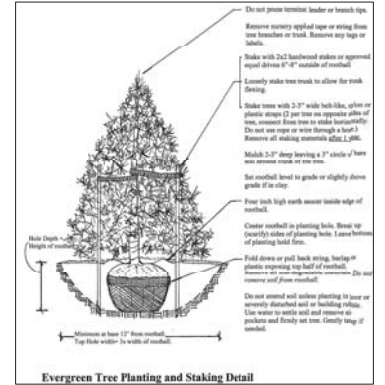 Do not prune terminal leader or branch tips.
Remove nursery applied tape or string from
tree branches or trunk. Remove any tags or
labels.
Stake with 2x2 hardwood stakes or approved
equal driven 6"-8" outside of rootball
Loosely stake tree trunk to allow for trunk
flexing.
Stake trees with 2-3" wide belt-like, nylon or
plastic straps (2 per tree on opposite sides of
tree, connect from tree to stake horizontally.
Do not use rope or wire through a hose.)
Remove all staking materials after 1 year.
Mulch 2-3" deep leaving a 3" circle of bare
soil around trunk of the tree.
Set rootball level to grade or slightly above
grade if is clay.
Four inch high earth saucer inside edge of
rootball.
Center rootball in planting hole. Break up
(scarify) sides of planting hole. Leave bottom
of planting hold firm.
Fold down or pull back string, burlap or
plastic exposing top half of rootball.
Remove all non-degradable materials. Do not
remove soil from rootball.
Do not amend soil unless planting in poor or
severely disturbed soil or building rubble.
Use water to settle soil and remove air
pockets and firmly set tree. Gently tamp if
needed.
Hole Depth =
Height of rootball
Minimum at base 12" from rootball
Top Hole width= 3x width of rootball
Evergreen Tree Planting and Staking Detail